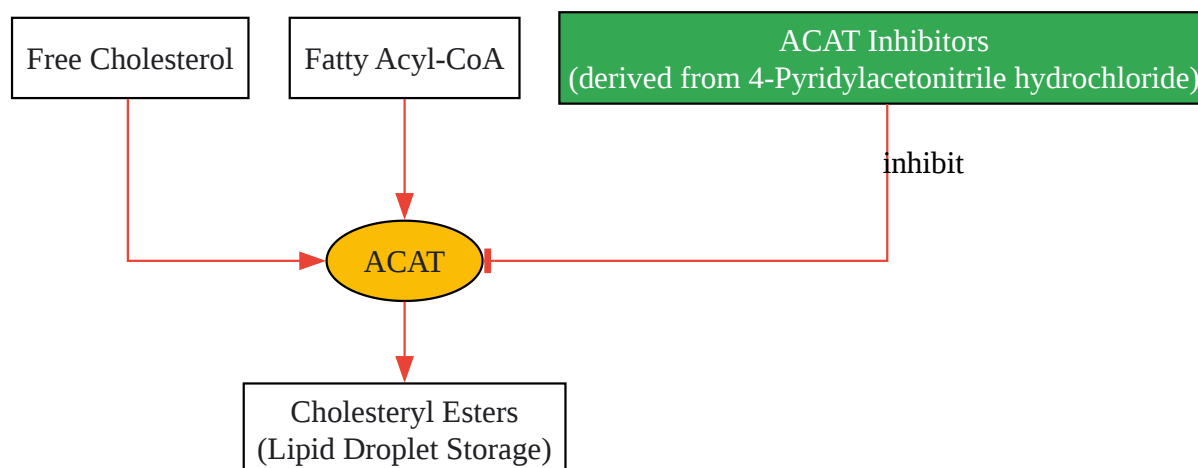 Free Cholesterol
Fatty Acyl-CoA
ACAT Inhibitors
(derived from 4-Pyridylacetonitrile hydrochloride)
inhibit
ACAT
Cholesteryl Esters
(Lipid Droplet Storage)